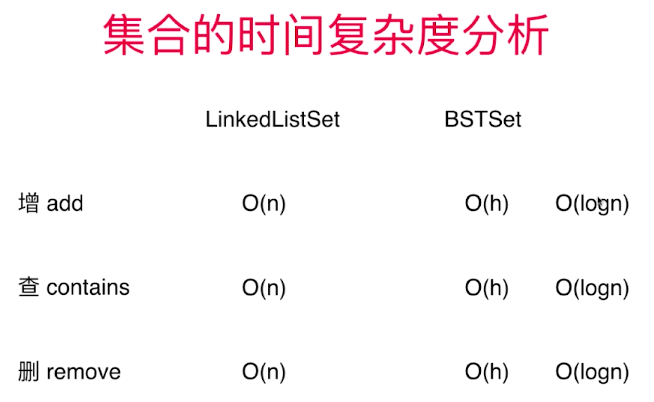 集合的时间复杂度分析
LinkedListSet BSTSet
增 add O(n) O(h) O(logn)
查 contains O(n) O(h) O(logn)
删 remove O(n) O(h) O(logn)